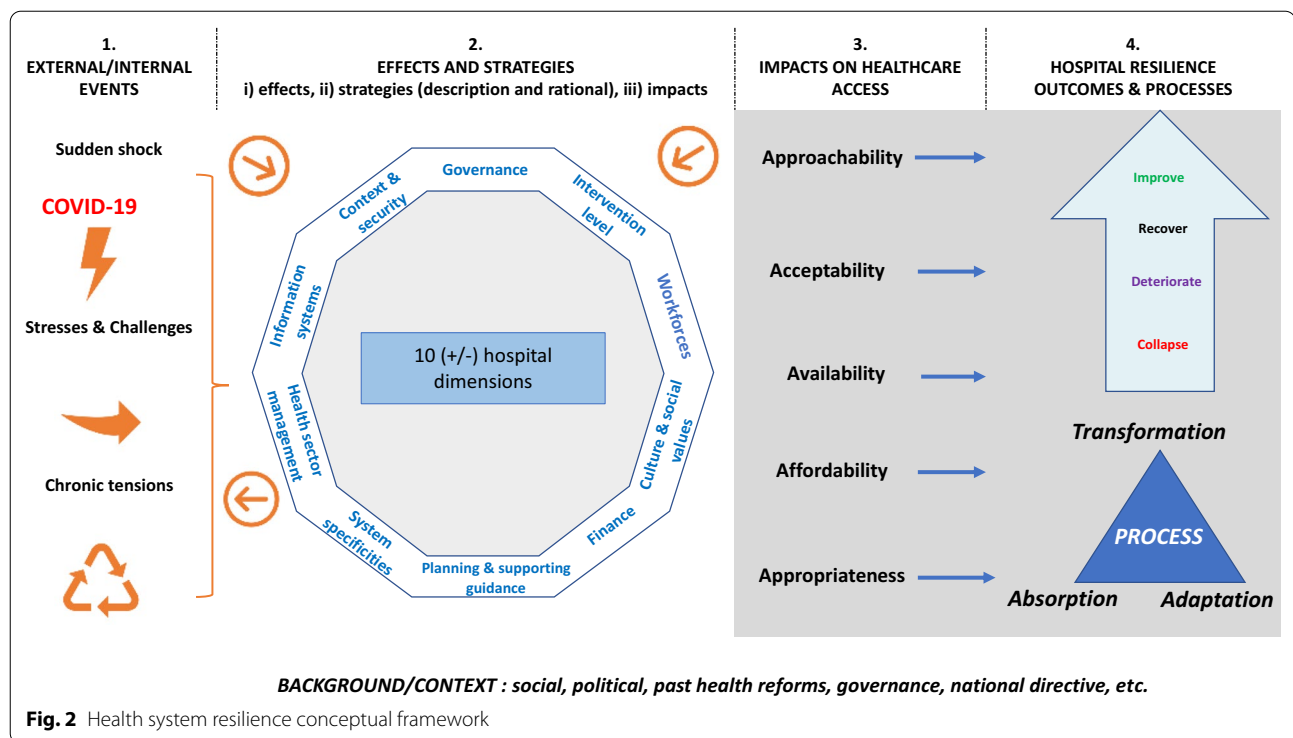 1.
EXTERNAL/INTERNAL
EVENTS
2.
EFFECTS AND STRATEGIES
i) effects, ii) strategies (description and rational), iii) impacts
3.
IMPACTS ON HEALTHCARE
ACCESS
4.
HOSPITAL RESILIENCE
OUTCOMES & PROCESSES
Sudden shock
COVID-19
Stresses & Challenges
Chronic tensions
Governance
Intervention
level
Workforces
Culture & social
values
Finance
Planning & supporting
guidance
System
specificities
Health sector
management
Information
systems
Context &
security
10 (+/-) hospital
dimensions
Approachability
Acceptability
Availability
Affordability
Appropriateness
Improve
Recover
Deteriorate
Collapse
Transformation
PROCESS
Absorption
Adaptation
BACKGROUND/CONTEXT : social, political, past health reforms, governance, national directive, etc.
Fig. 2 Health system resilience conceptual framework